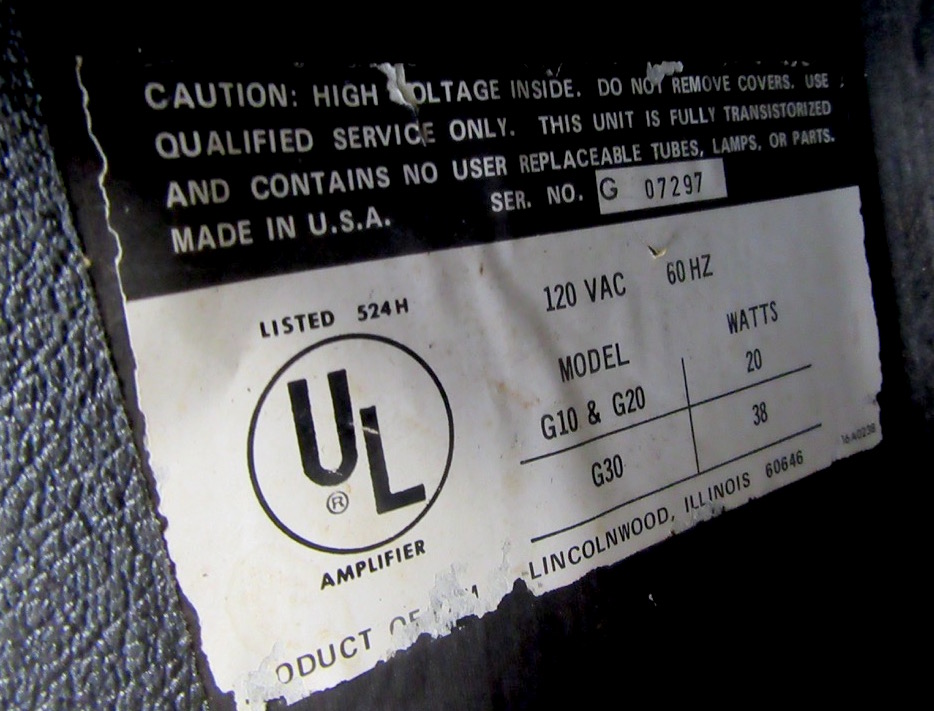 CAUTION: HIGH VOLTAGE INSIDE. DO NOT REMOVE COVERS. USE
QUALIFIED SERVICE ONLY. THIS UNIT IS FULLY TRANSISTORIZED
AND CONTAINS NO USER REPLACEABLE TUBES, LAMPS, OR PARTS.
MADE IN U.S.A. SER. NO. G 07297
LISTED 524H
UL
®
AMPLIFIER
120 VAC 60 HZ
MODEL WATTS
G10 & G20 20
G30 38
16A0238
ODUCT OF LINCOLNWOOD, ILLINOIS 60646